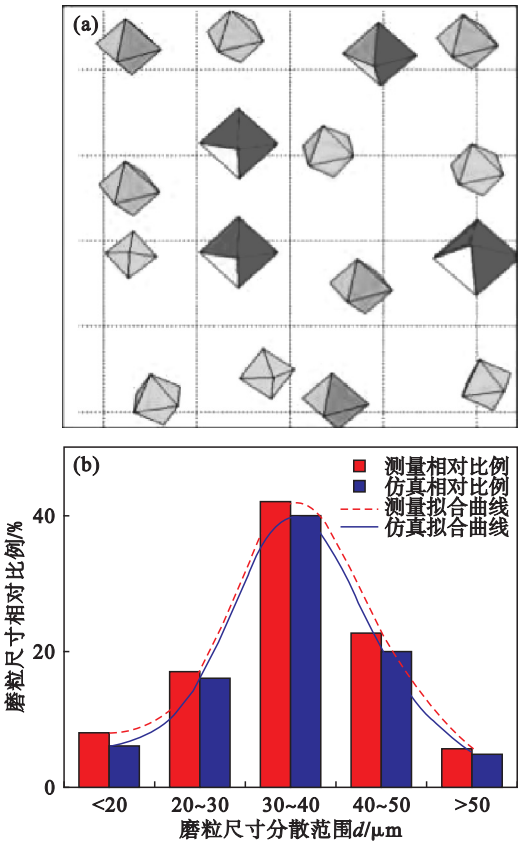 (a)
(b)
测量相对比例
仿真相对比例
测量拟合曲线
仿真拟合曲线
磨粒尺寸相对比例/%
40
20
0
<20 20~30 30~40 40~50 >50
磨粒尺寸分散范围d/μm